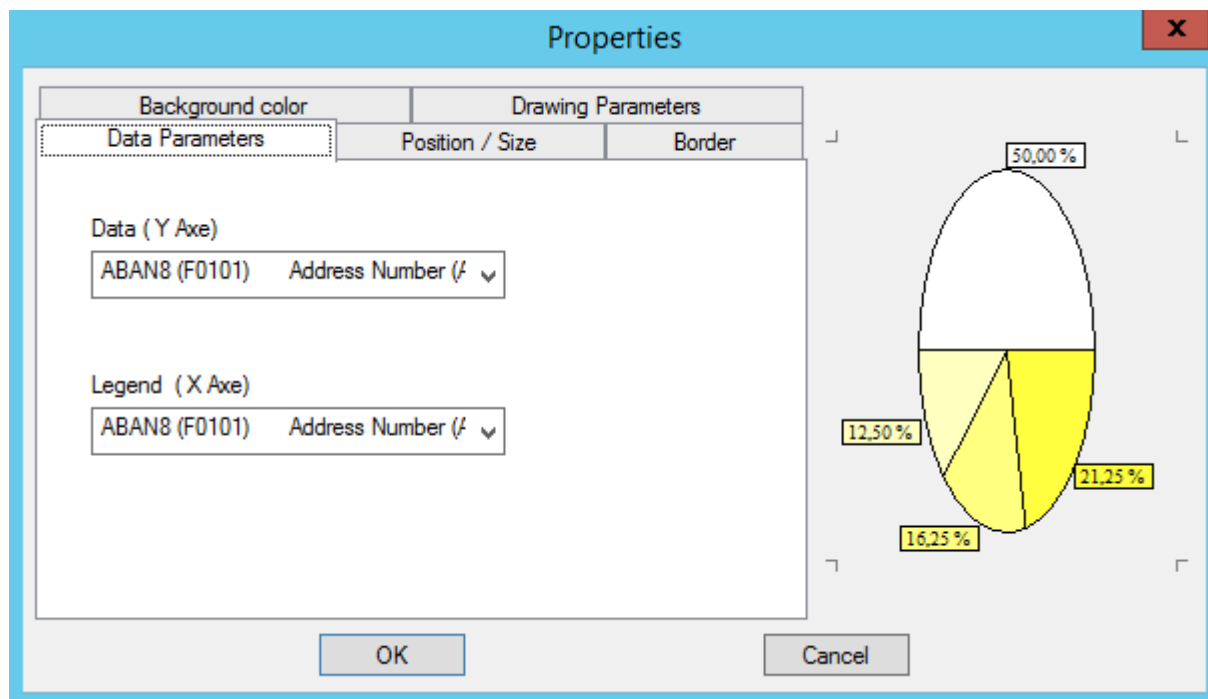 Properties
x
Background color
Drawing Parameters
Data Parameters
Position / Size
Border
Data ( Y Axe)
ABAN8 (F0101) Address Number (A
Legend ( X Axe)
ABAN8 (F0101) Address Number (A
50,00 %
12,50 %
21,25 %
16,25 %
OK
Cancel